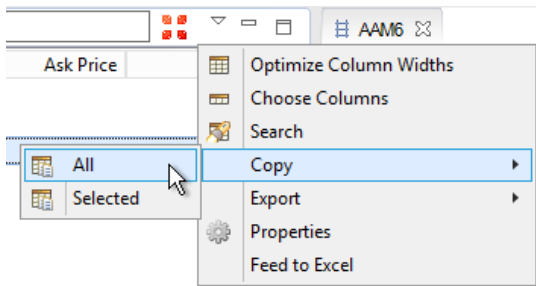 AAM6
Ask Price
Optimize Column Widths
Choose Columns
Search
Copy
All
Selected
Export
Properties
Feed to Excel